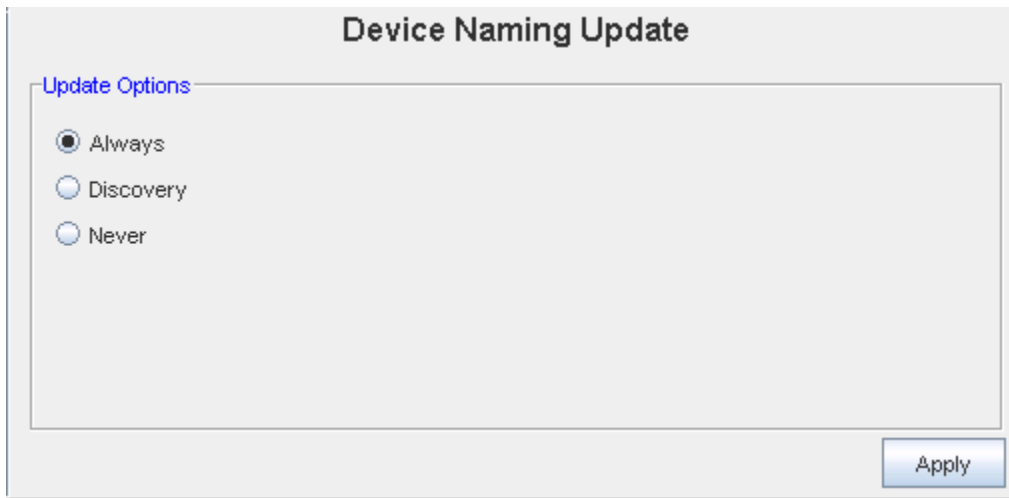 Device Naming Update
Update Options
Always
Discovery
Never
Apply